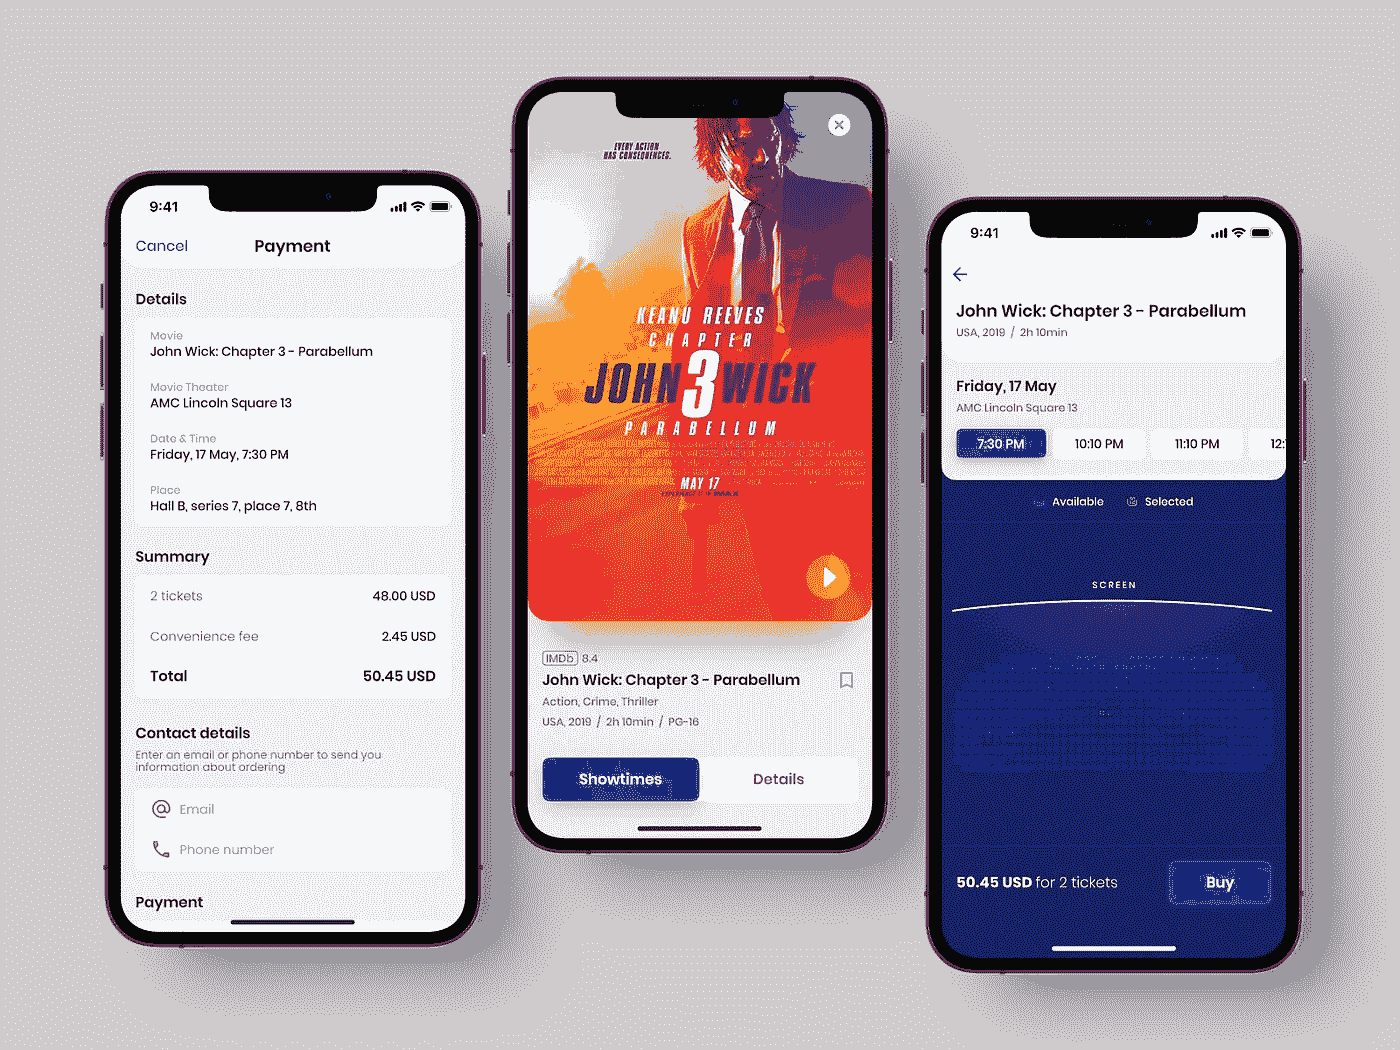 9:41
Cancel
Payment
Details
Movie
John Wick: Chapter 3 - Parabellum
Movie Theater
AMC Lincoln Square 13
Date & Time
Friday, 17 May, 7:30 PM
Place
Hall B, series 7, place 7, 8th
Summary
2 tickets 48.00 USD
Convenience fee 2.45 USD
Total 50.45 USD
Contact details
Enter an email or phone number to send you
information about ordering
Email
Phone number
Payment
EVERY ACTION
HAS CONSEQUENCES.
KEANU REEVES
CHAPTER
JOHN 3 WICK
PARABELLUM
MAY 17
IMDb 8.4
John Wick: Chapter 3 - Parabellum
Action, Crime, Thriller
USA, 2019 / 2h 10min / PG-16
Showtimes
Details
9:41
John Wick: Chapter 3 - Parabellum
USA, 2019 / 2h 10min
Friday, 17 May
AMC Lincoln Square 13
7:30 PM 10:10 PM 11:10 PM 12:
Available Selected
SCREEN
50.45 USD for 2 tickets
Buy